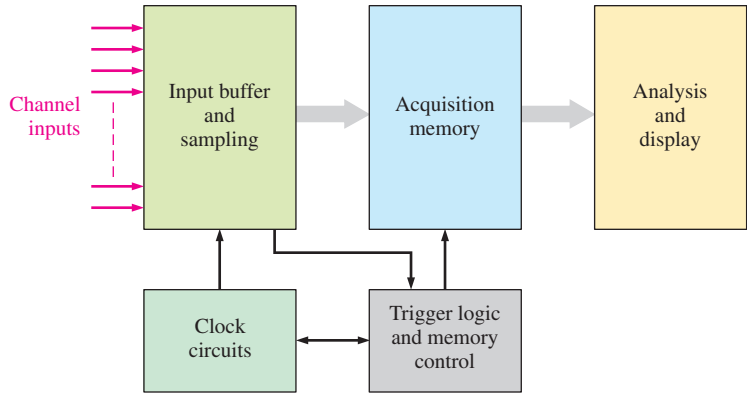 Channel
inputs
Input buffer
and
sampling
Acquisition
memory
Analysis
and
display
Clock
circuits
Trigger logic
and memory
control